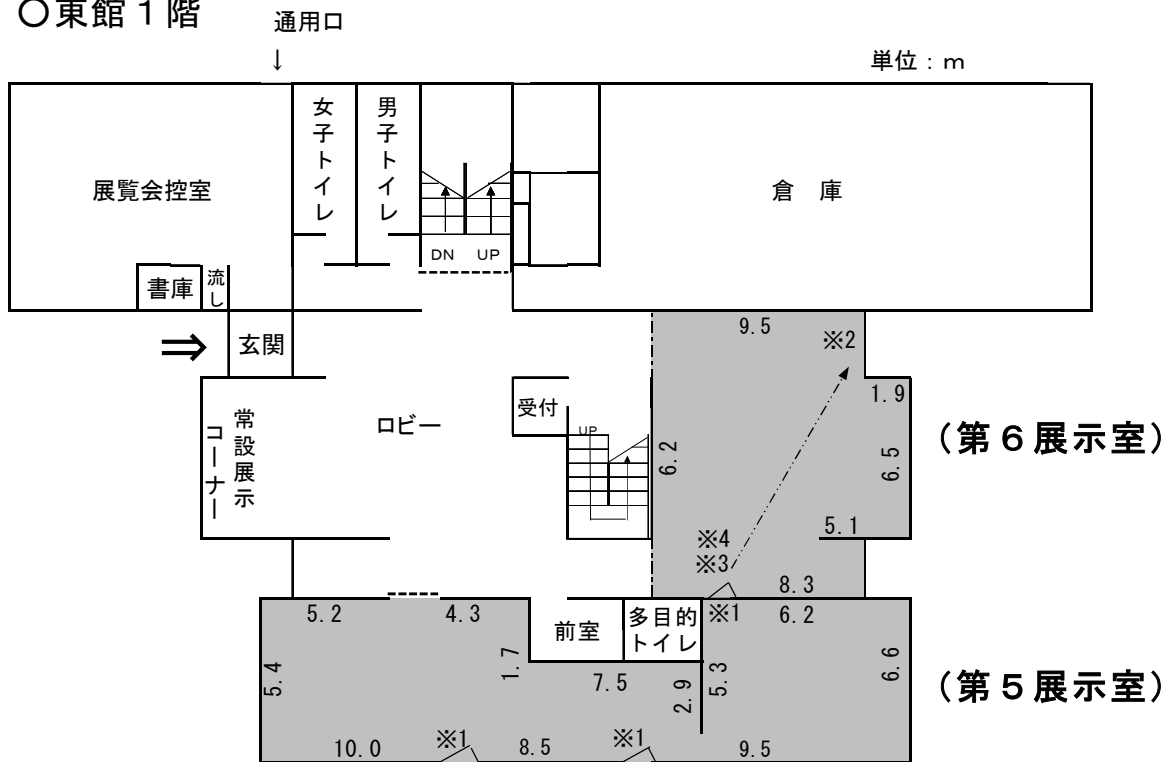 ○東館１階
通用口
↓
単位：ｍ
女子トイレ
男子トイレ
展覧会控室
倉 庫
DN UP
書庫
流し
9.5
※2
⇒ 玄関
1.9
受付
常設展示
コーナー
ロビー
UP
6.2
6.5
（第６展示室）
※4
5.1
※3
8.3
5.2
4.3
前室
多目的
トイレ
※1
6.2
5.4
1.7
7.5
2.9
5.3
6.6
（第５展示室）
10.0
※1
8.5
※1
9.5